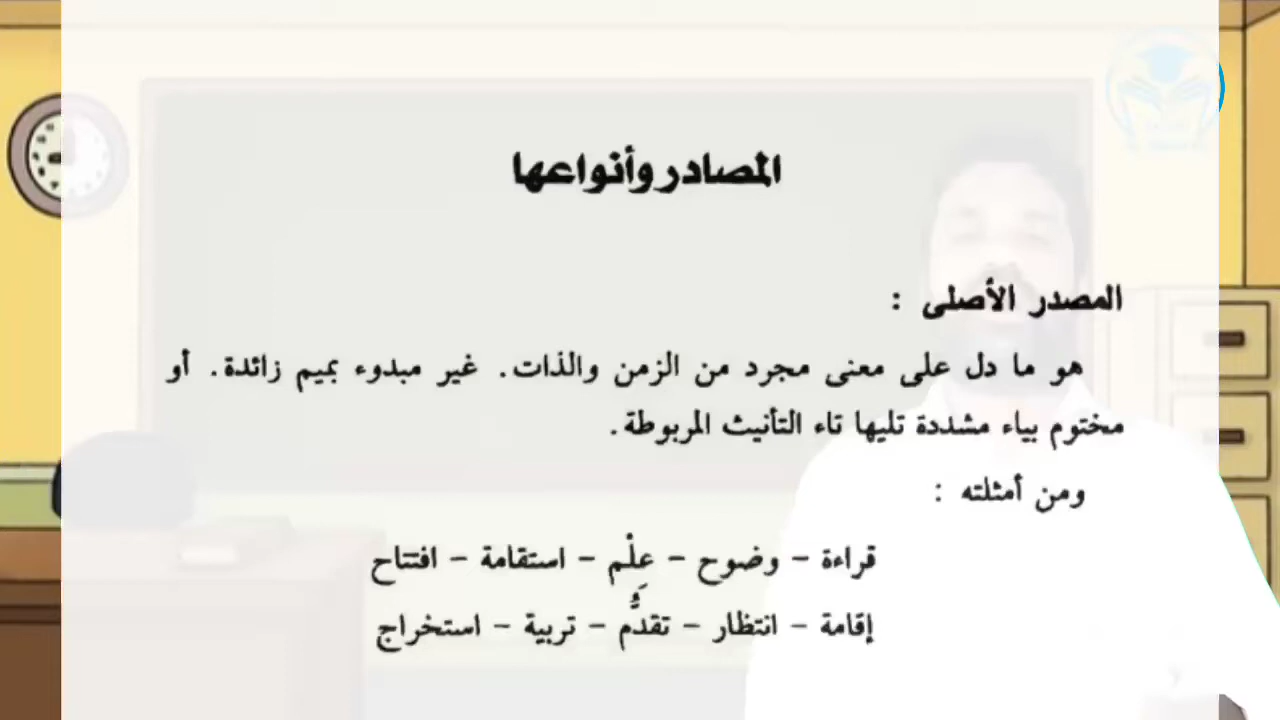 المصادر وأنواعها
المصدر الأصلى :
هو ما دل على معنى مجرد من الزمن والذات. غير مبدوء بميم زائدة. أو
مختوم بياء مشددة تليها تاء التأنيث المربوطة.
ومن أمثلته :
قراءة – وضوح – عِلْم – استقامة – افتتاح
إقامة – انتظار – تقدُّم – تربية – استخراج